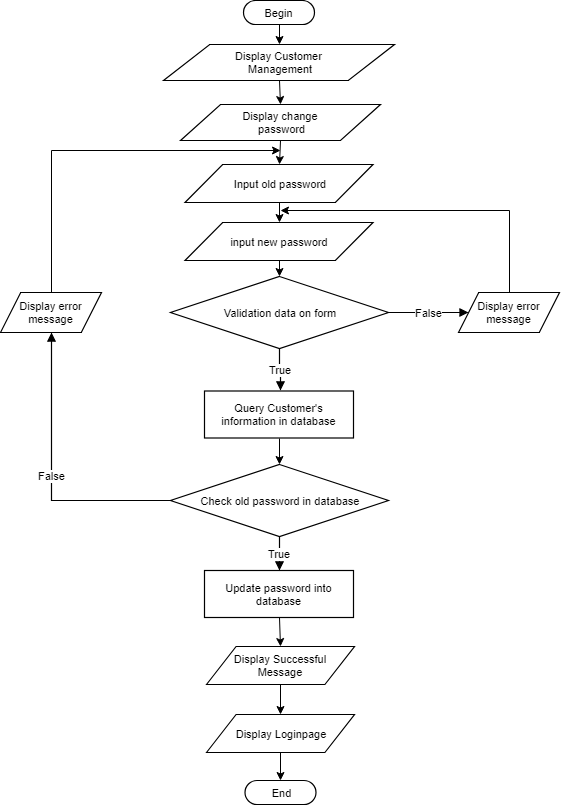 Begin
Display Customer
Management
Display change
password
Input old password
input new password
Display error
message
Validation data on form
False
Display error
message
True
Query Customer's
information in database
False
Check old password in database
True
Update password into
database
Display Successful
Message
Display Loginpage
End